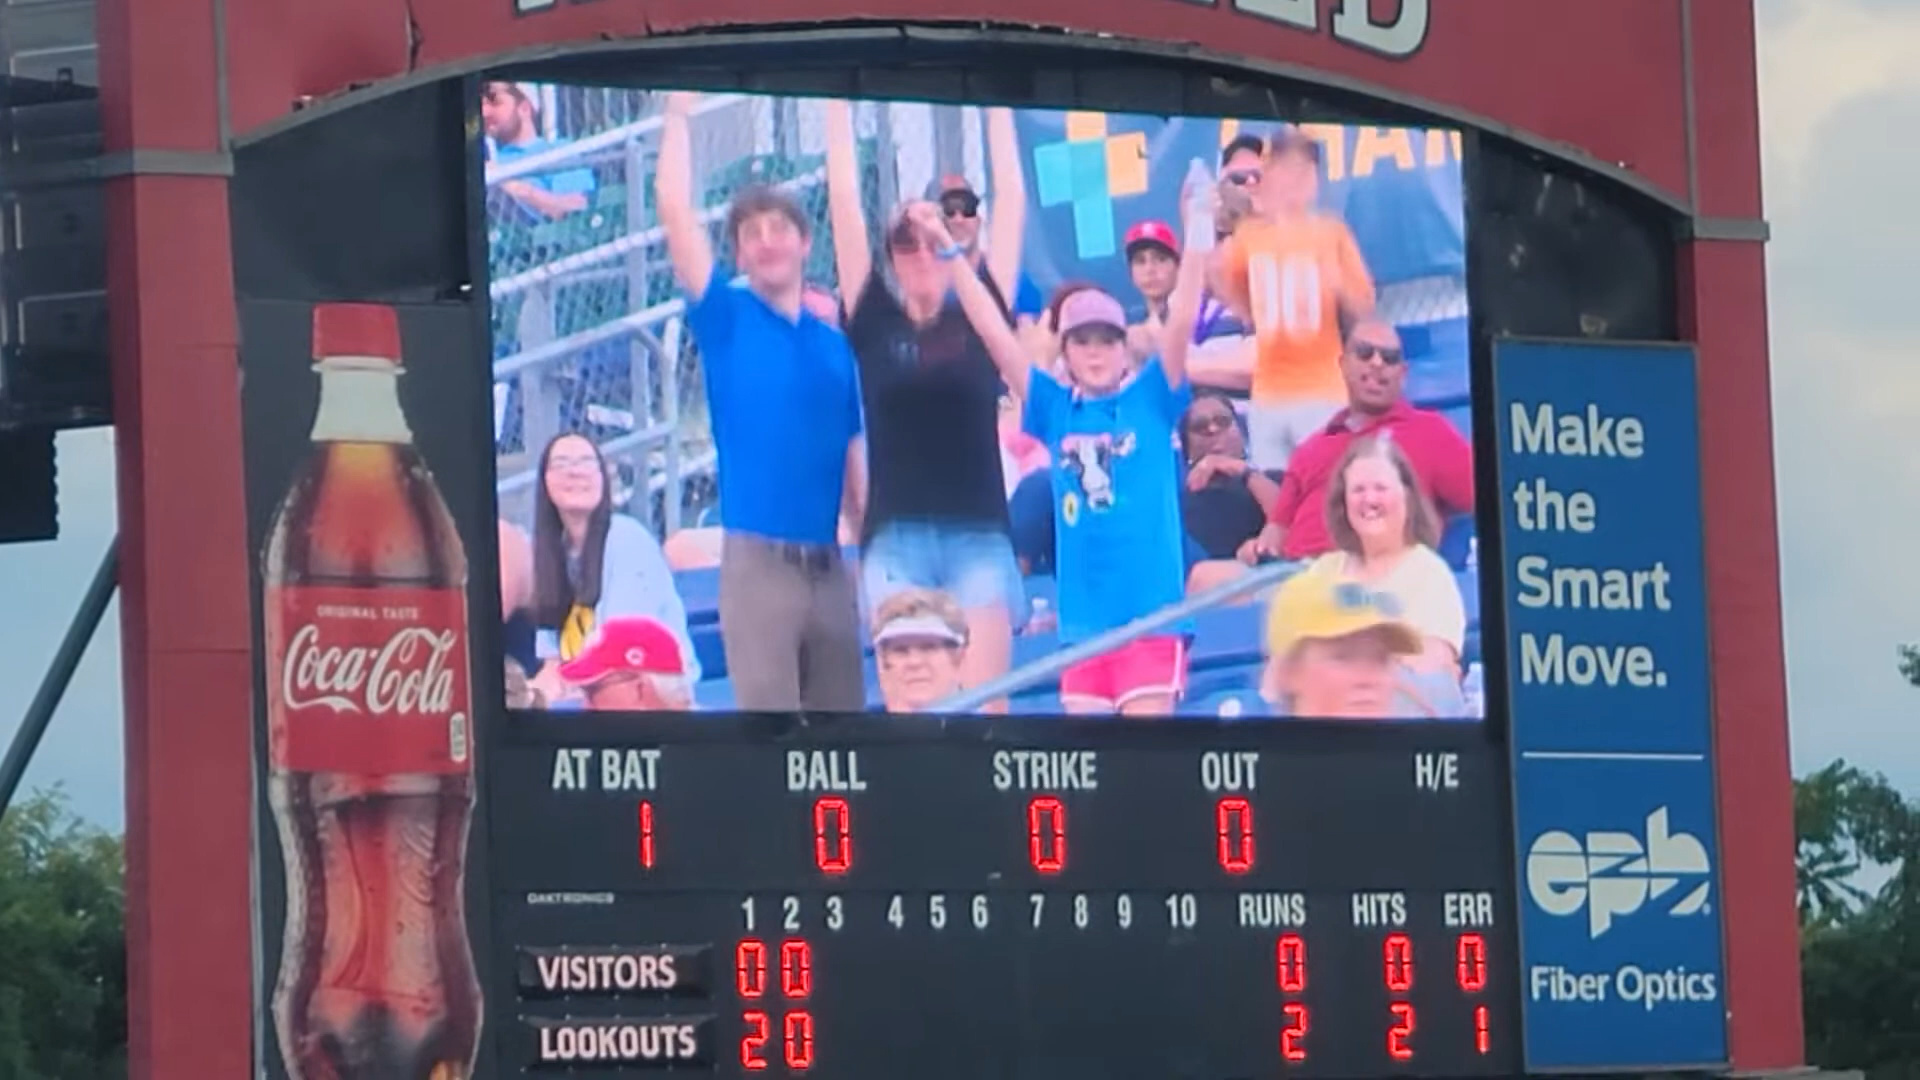 ORIGINAL TASTE
Coca-Cola
00
C
Make
the
Smart
Move.
epb
Fiber Optics
AT BAT BALL STRIKE OUT H/E
1 0 0 0
DAKTRONICS
1 2 3 4 5 6 7 8 9 10 RUNS HITS ERR
VISITORS 0 0 0 0 0
LOOKOUTS 2 0 2 2 1